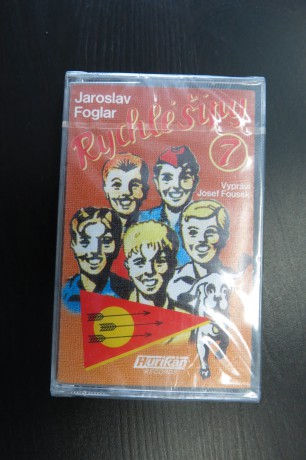 Jaroslav
Foglar
Rychlé šípy
7
Vypráví
Josef Fousek
Hurikán
RECORDS